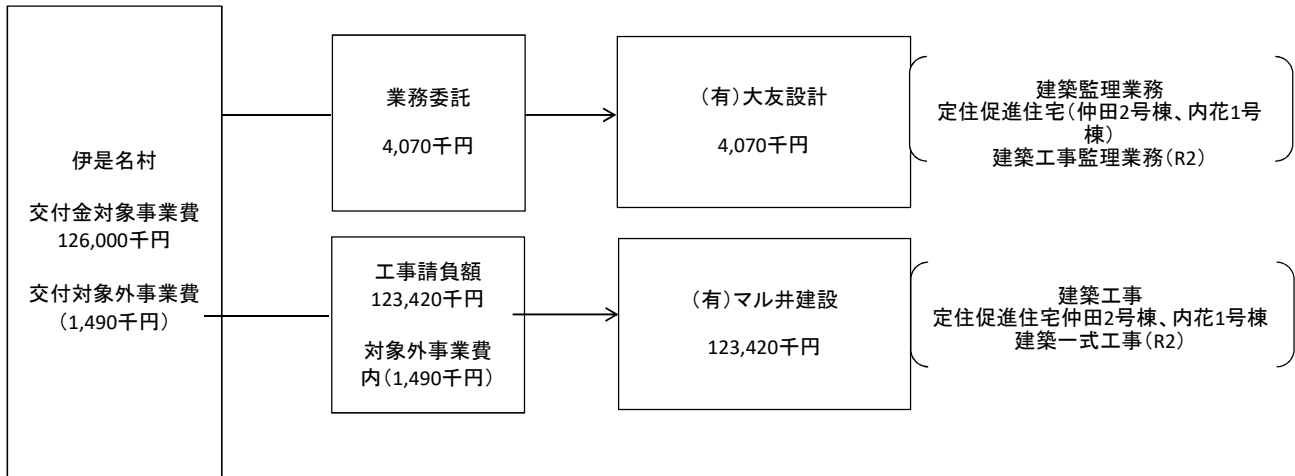 伊是名村
交付金対象事業費
126,000千円
交付対象外事業費
(1,490千円)
業務委託
4,070千円
(有)大友設計
4,070千円
建築監理業務
定住促進住宅(仲田2号棟、内花1号
棟)
建築工事監理業務(R2)
工事請負額
123,420千円
対象外事業費
内(1,490千円)
(有)マル井建設
123,420千円
建築工事
定住促進住宅仲田2号棟、内花1号棟
建築一式工事(R2)